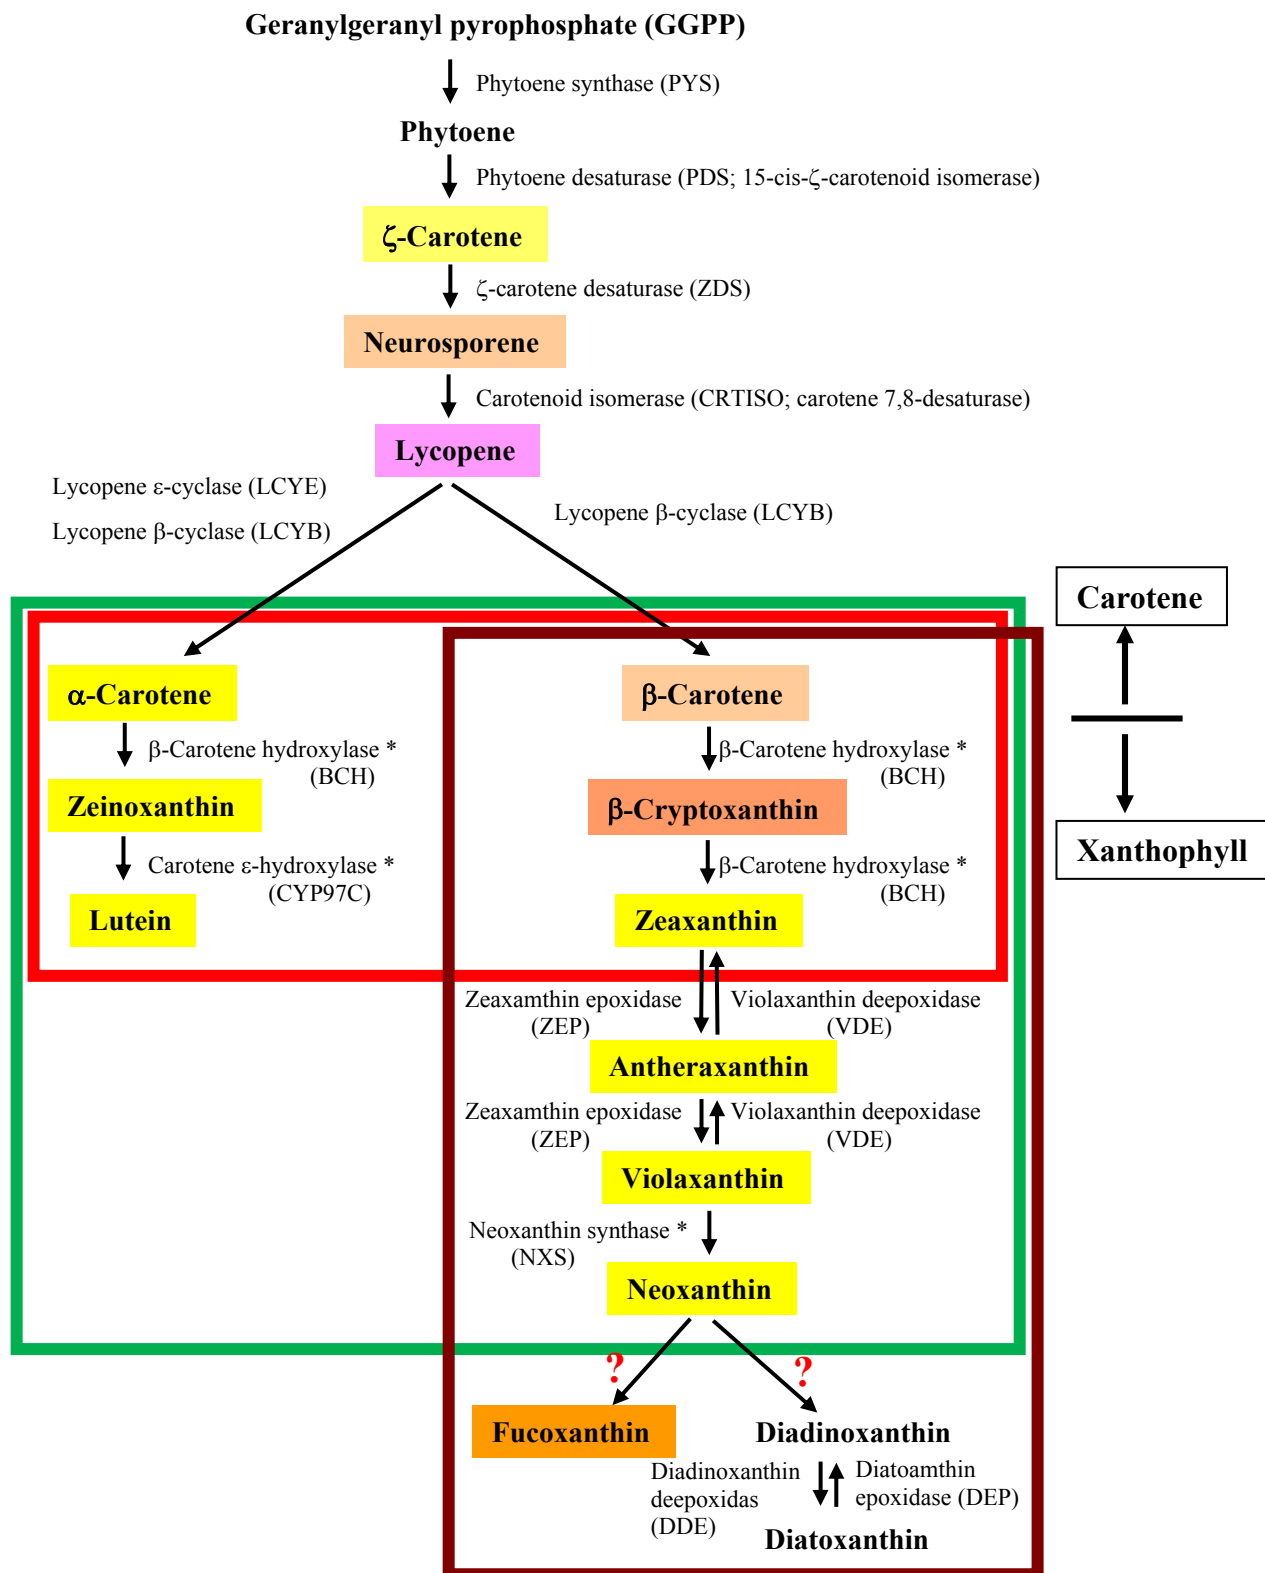 Geranylgeranyl pyrophosphate (GGPP)
Phytoene synthase (PYS)
Phytoene
Phytoene desaturase (PDS; 15-cis-ζ-carotenoid isomerase)
ζ-Carotene
ζ-carotene desaturase (ZDS)
Neurosporene
Carotenoid isomerase (CRTISO; carotene 7,8-desaturase)
Lycopene
Lycopene ε-cyclase (LCYE)
Lycopene β-cyclase (LCYB)
Lycopene β-cyclase (LCYB)
Carotene
Xanthophyll
α-Carotene
β-Carotene hydroxylase *
(BCH)
Zeinoxanthin
Carotene ε-hydroxylase *
(CYP97C)
Lutein
β-Carotene
β-Carotene hydroxylase *
(BCH)
β-Cryptoxanthin
β-Carotene hydroxylase *
(BCH)
Zeaxanthin
Zeaxamthin epoxidase
(ZEP)
Violaxanthin deepoxidase
(VDE)
Antheraxanthin
Zeaxamthin epoxidase
(ZEP)
Violaxanthin deepoxidase
(VDE)
Violaxanthin
Neoxanthin synthase *
(NXS)
Neoxanthin
?
?
Fucoxanthin
Diadinoxanthin
Diadinoxanthin
deepoxidas
(DDE)
Diatoamthin
epoxidase (DEP)
Diatoxanthin